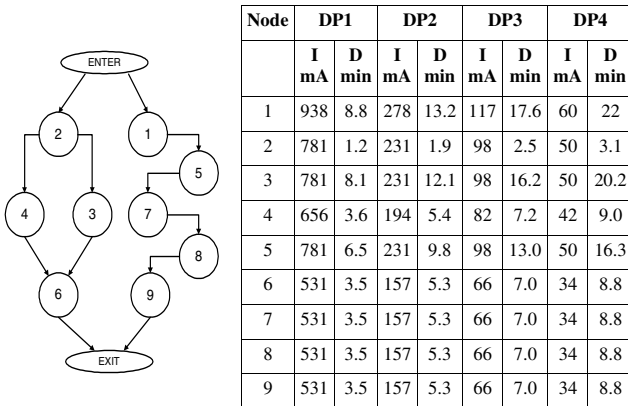 ENTER
2
1
5
4
3
7
8
6
9
EXIT
Node DP1 DP2 DP3 DP4
I mA D min I mA D min I mA D min I mA D min
1 938 8.8 278 13.2 117 17.6 60 22
2 781 1.2 231 1.9 98 2.5 50 3.1
3 781 8.1 231 12.1 98 16.2 50 20.2
4 656 3.6 194 5.4 82 7.2 42 9.0
5 781 6.5 231 9.8 98 13.0 50 16.3
6 531 3.5 157 5.3 66 7.0 34 8.8
7 531 3.5 157 5.3 66 7.0 34 8.8
8 531 3.5 157 5.3 66 7.0 34 8.8
9 531 3.5 157 5.3 66 7.0 34 8.8